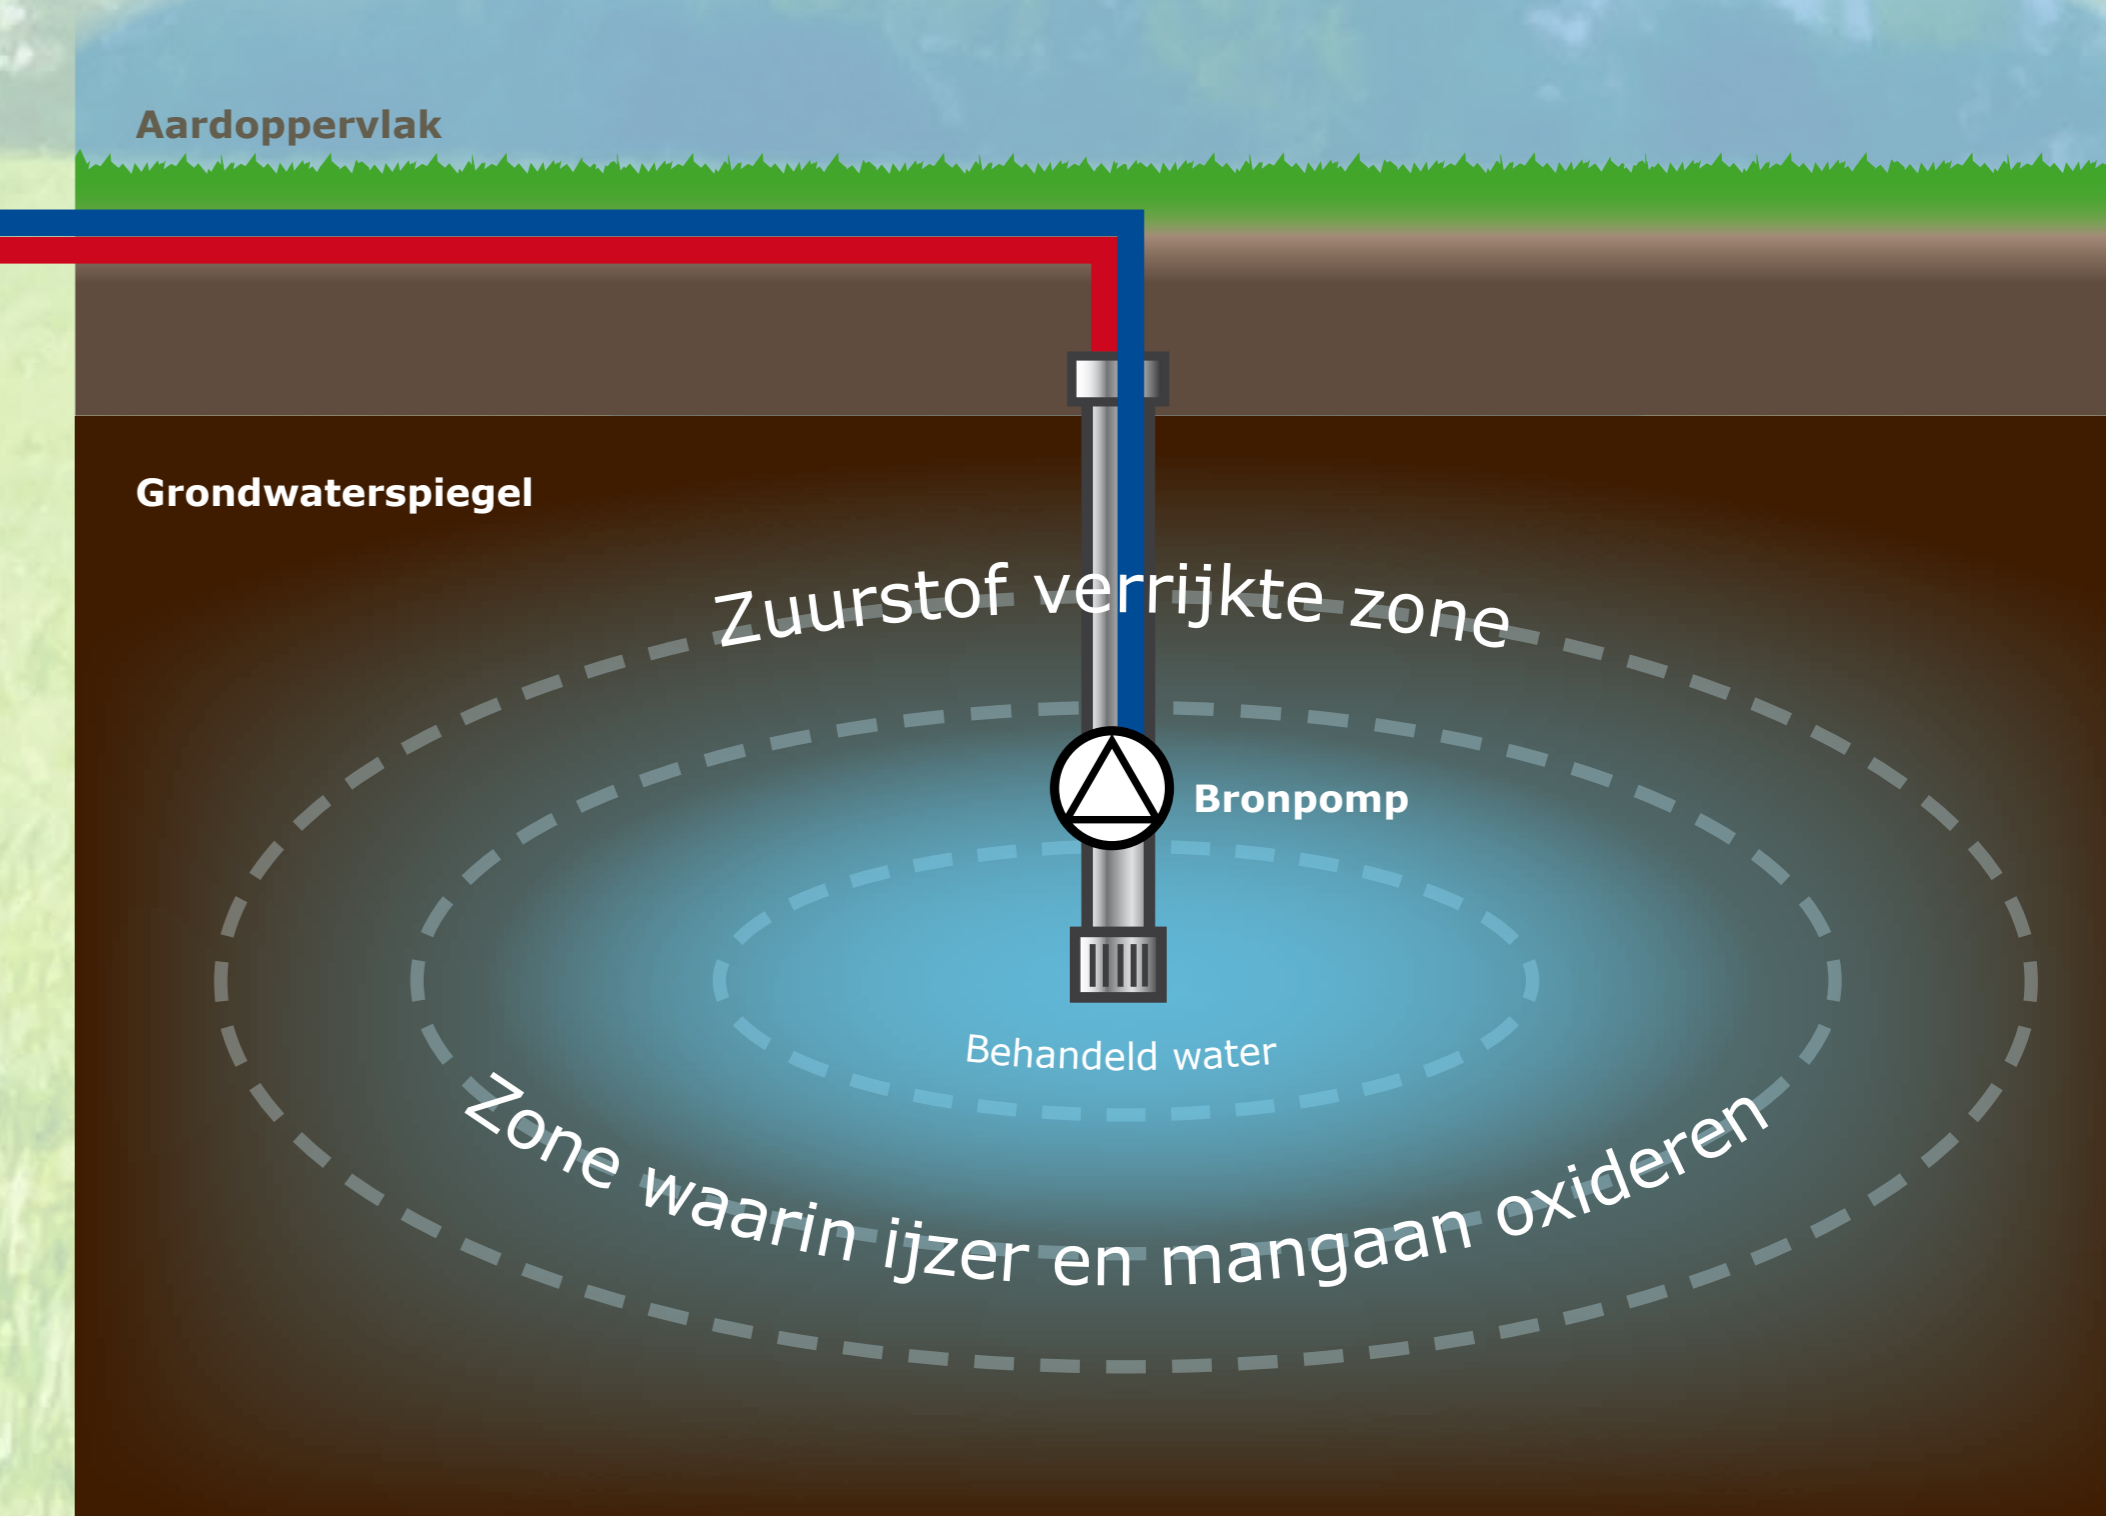 Aardoppervlak
Grondwaterspiegel
Zuurstof verrijkte zone
Bronpomp
Behandeld water
Zone waarin ijzer en mangaan oxideren